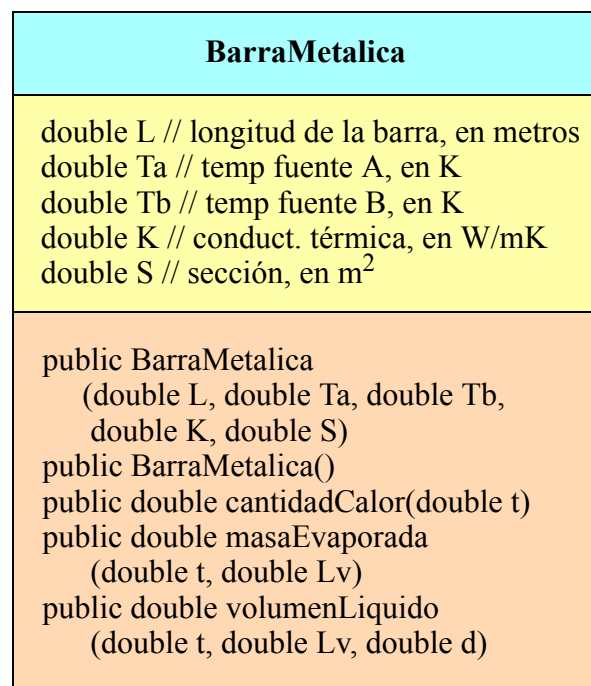 BarraMetalica
double L // longitud de la barra, en metros
double Ta // temp fuente A, en K
double Tb // temp fuente B, en K
double K // conduct. térmica, en W/mK
double S // sección, en m²
public BarraMetalica
(double L, double Ta, double Tb,
double K, double S)
public BarraMetalica()
public double cantidadCalor(double t)
public double masaEvaporada
(double t, double Lv)
public double volumenLiquido
(double t, double Lv, double d)